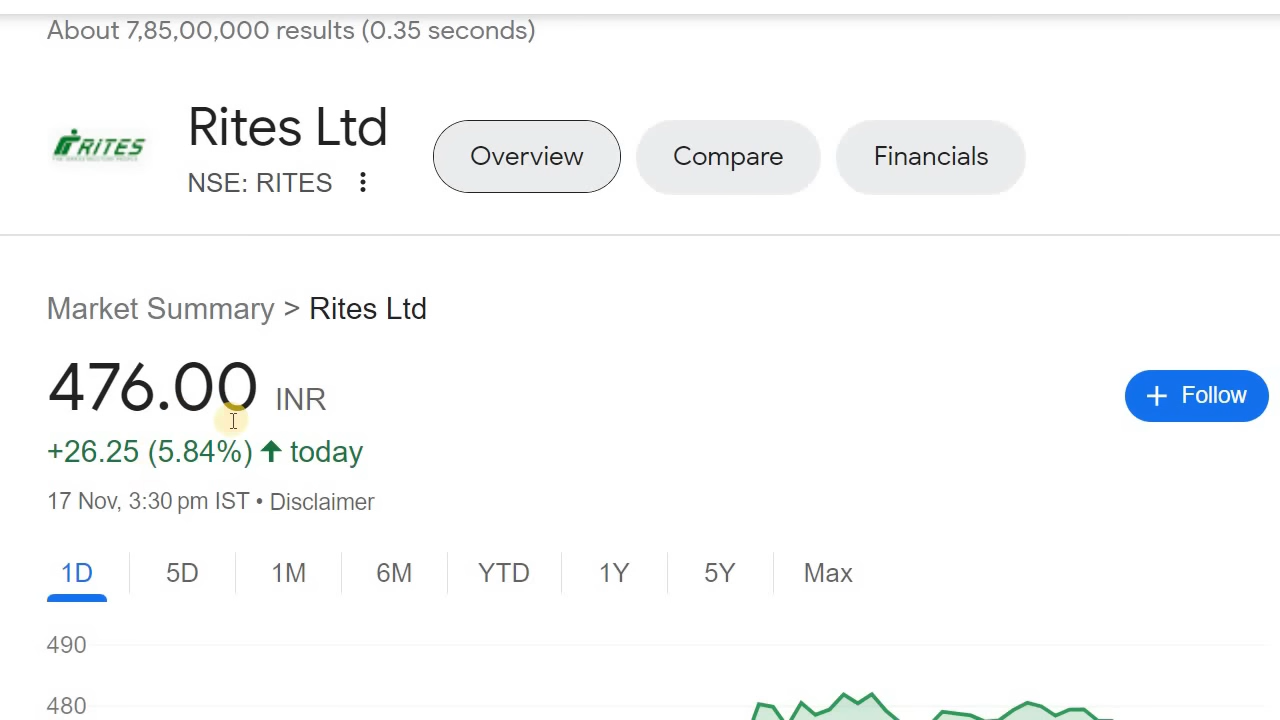 About 7,85,00,000 results (0.35 seconds)
RITES
Rites Ltd
NSE: RITES
Overview
Compare
Financials
Market Summary > Rites Ltd
476.00 INR
+ Follow
+26.25 (5.84%) ↑ today
17 Nov, 3:30 pm IST • Disclaimer
1D 5D 1M 6M YTD 1Y 5Y Max
490
480